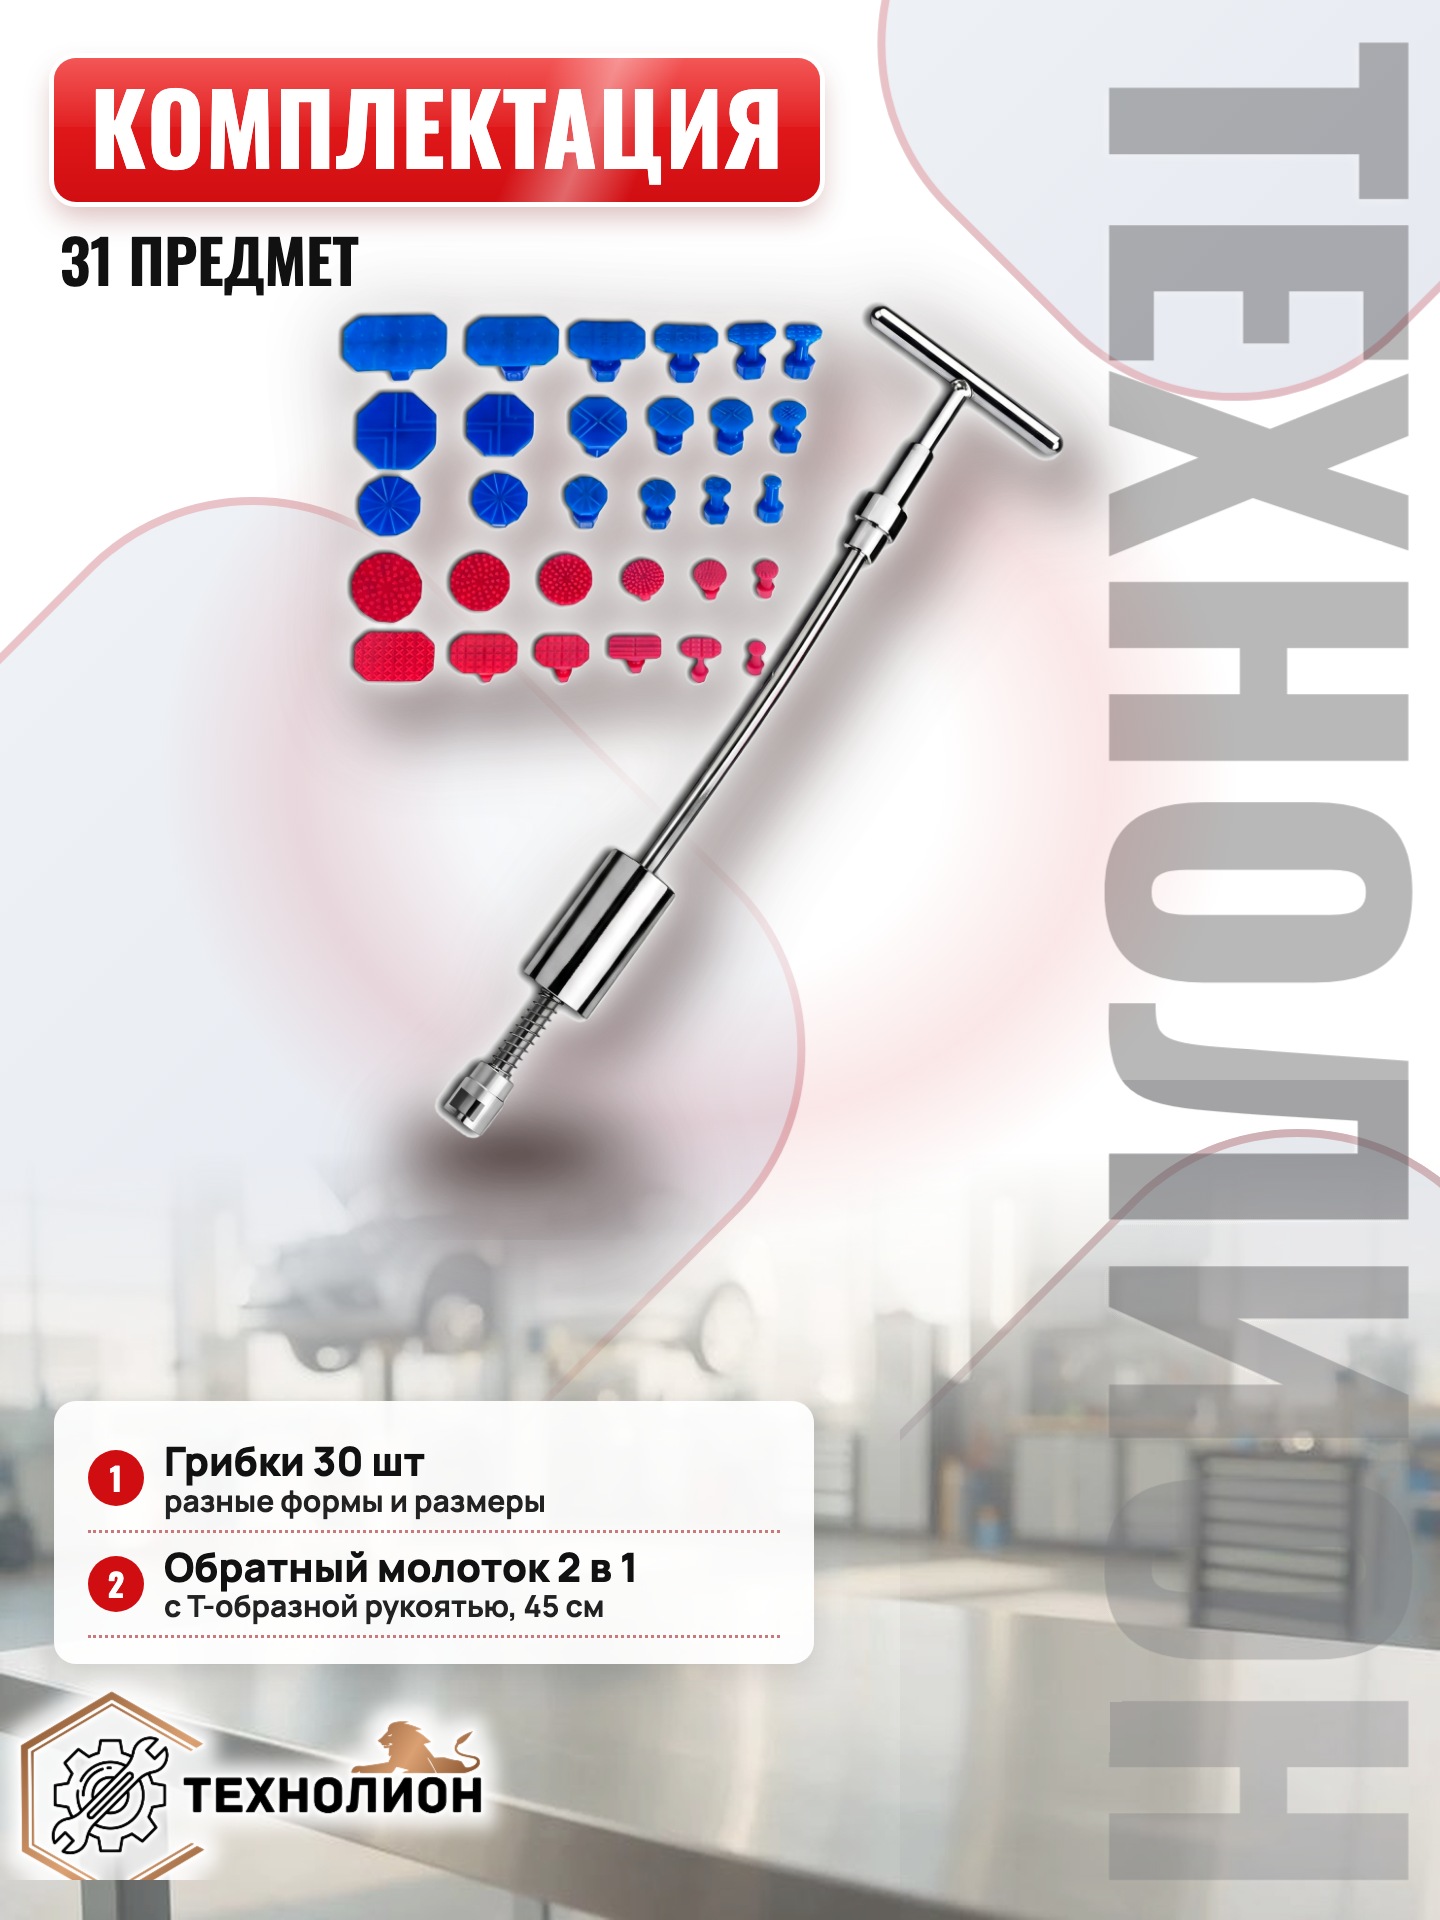 КОМПЛЕКТАЦИЯ
31 ПРЕДМЕТ
ТЕХНОЛИОН
1 Грибки 30 шт
разные формы и размеры
2 Обратный молоток 2 в 1
с Т-образной рукоятью, 45 см
ТЕХНОЛИОН